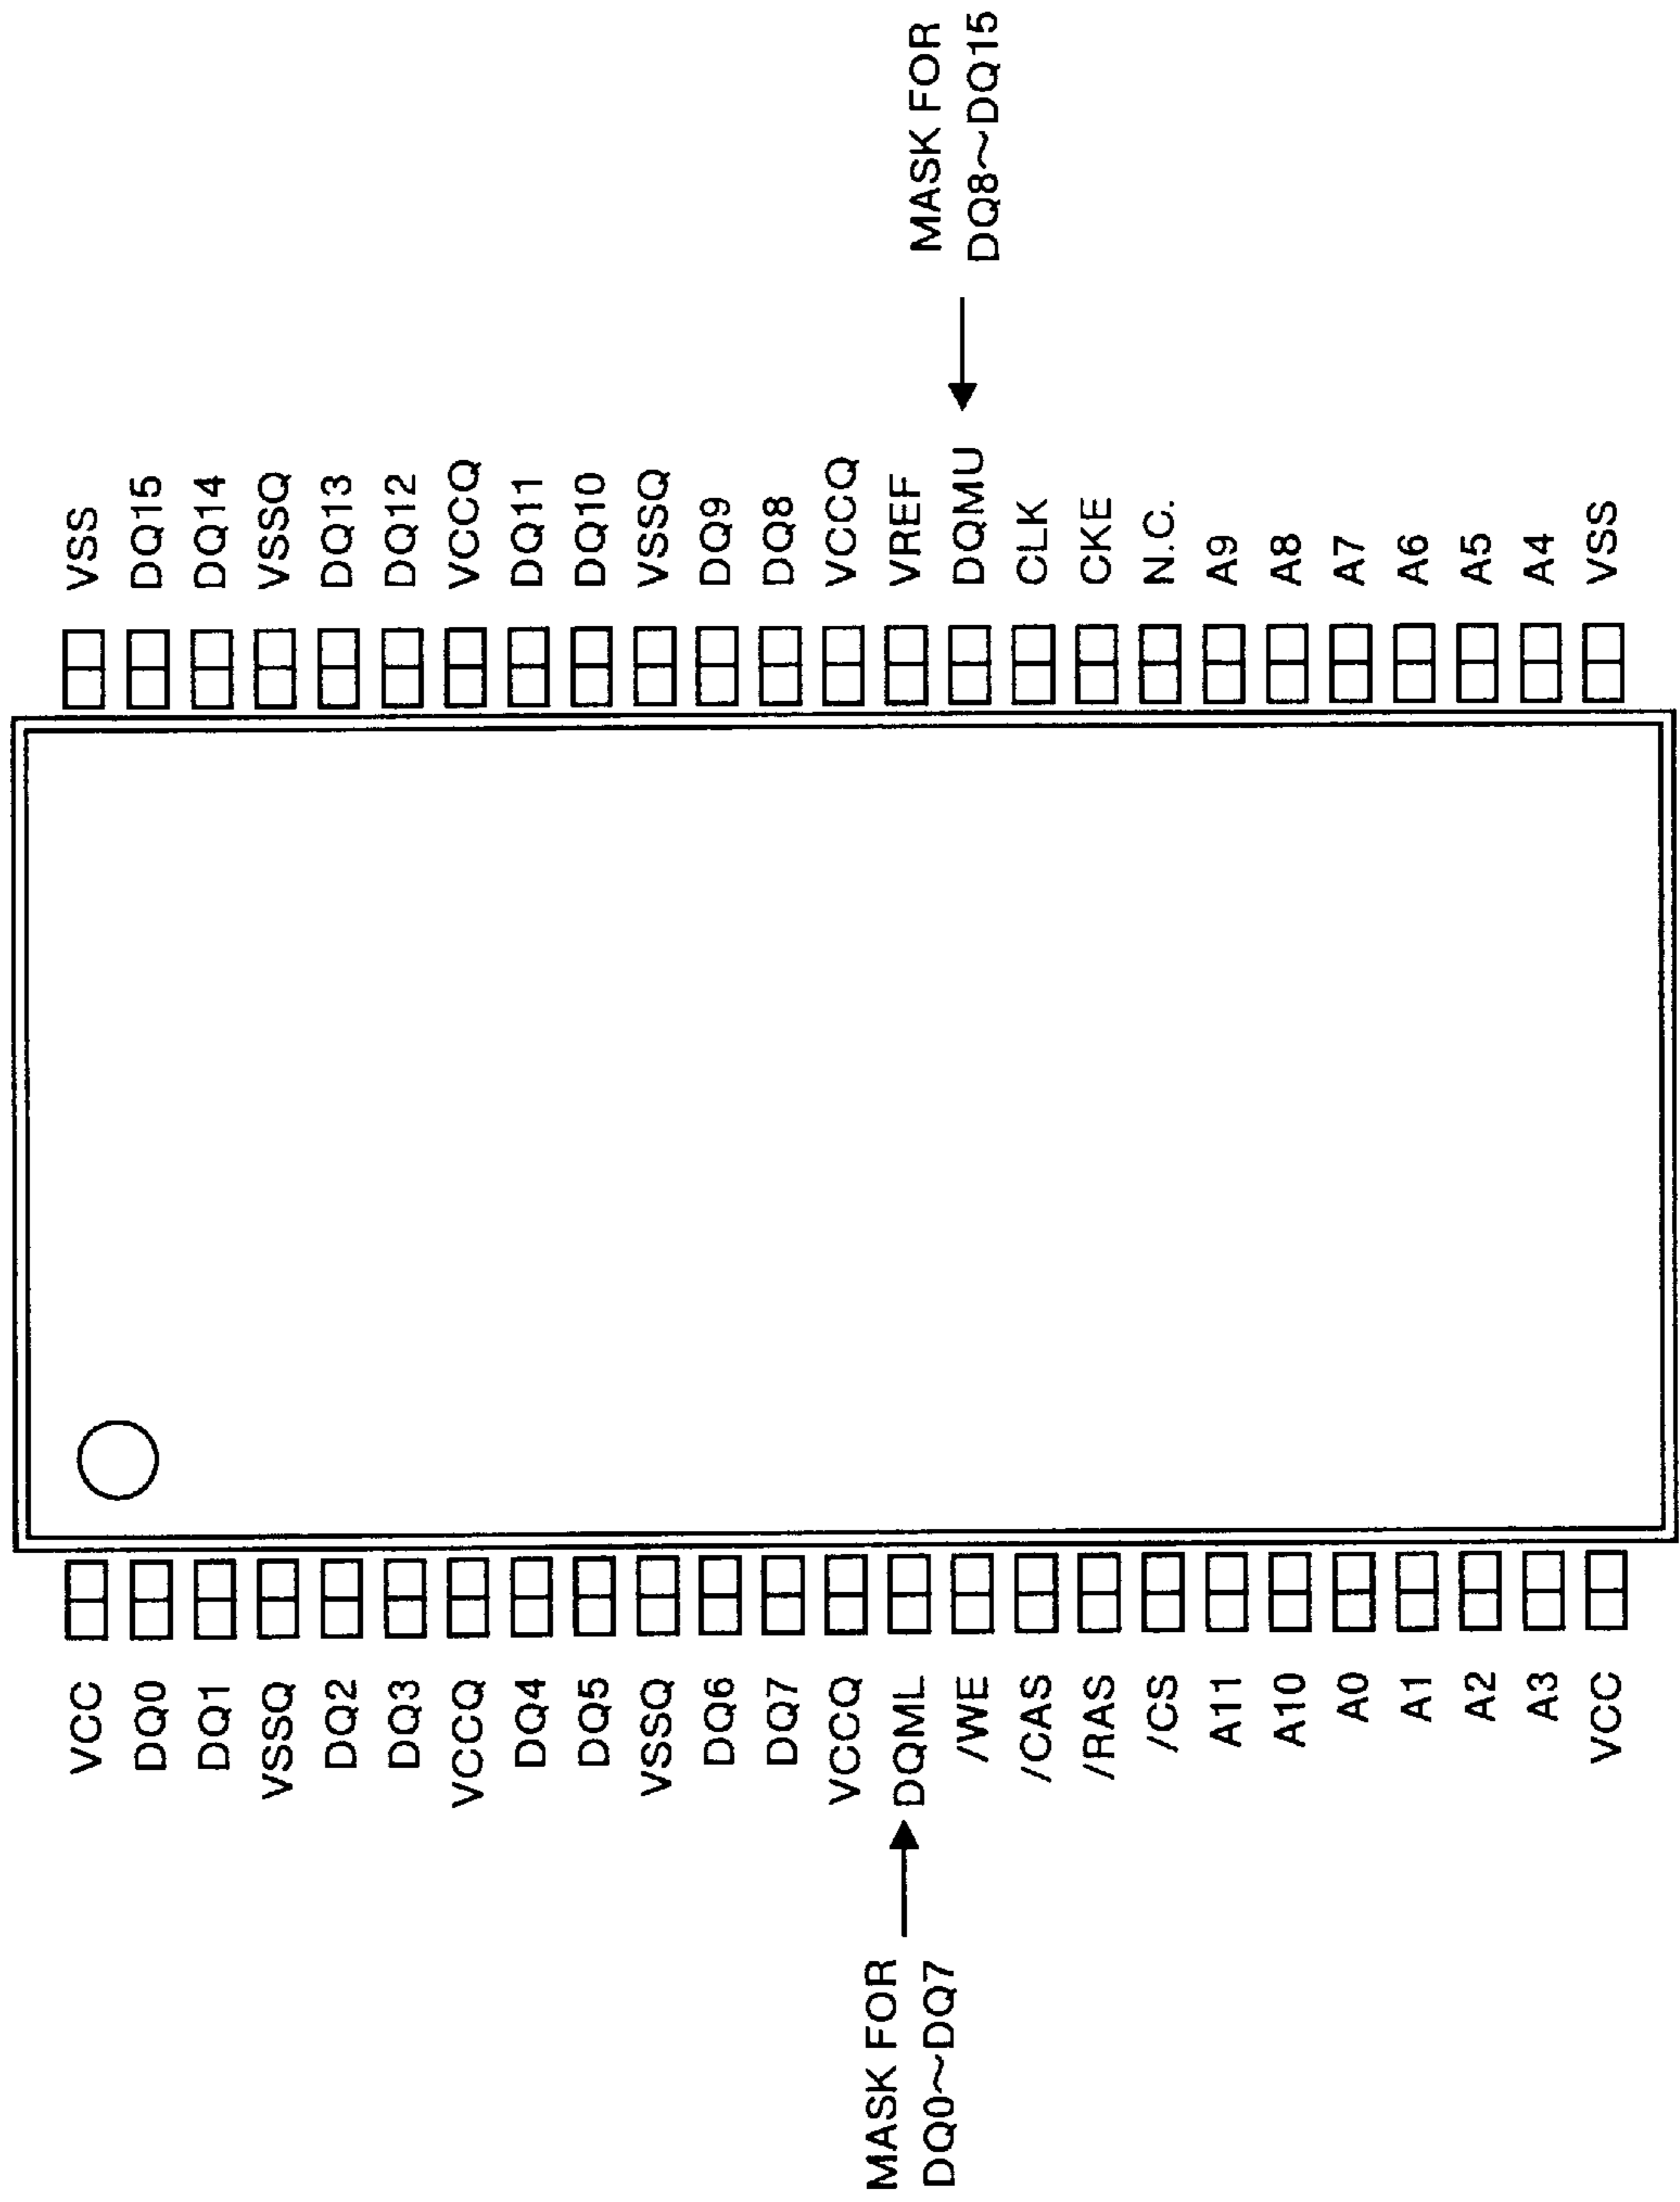 VCC
DQ0
DQ1
VSSQ
DQ2
DQ3
VCCQ
DQ4
DQ5
VSSQ
DQ6
DQ7
VCCQ
DQML
/WE
/CAS
/RAS
/CS
A11
A10
A0
A1
A2
A3
VCC
MASK FOR
DQ0~DQ7
VSS
DQ15
DQ14
VSSQ
DQ13
DQ12
VCCQ
DQ11
DQ10
VSSQ
DQ9
DQ8
VCCQ
VREF
DQMU
CLK
CKE
N.C.
A9
A8
A7
A6
A5
A4
VSS
MASK FOR
DQ8~DQ15